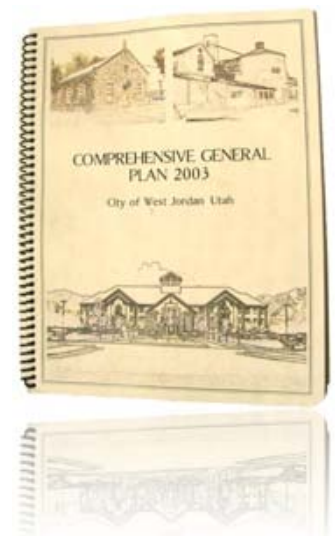 COMPREHENSIVE GENERAL
PLAN 2003
City of West Jordan Utah